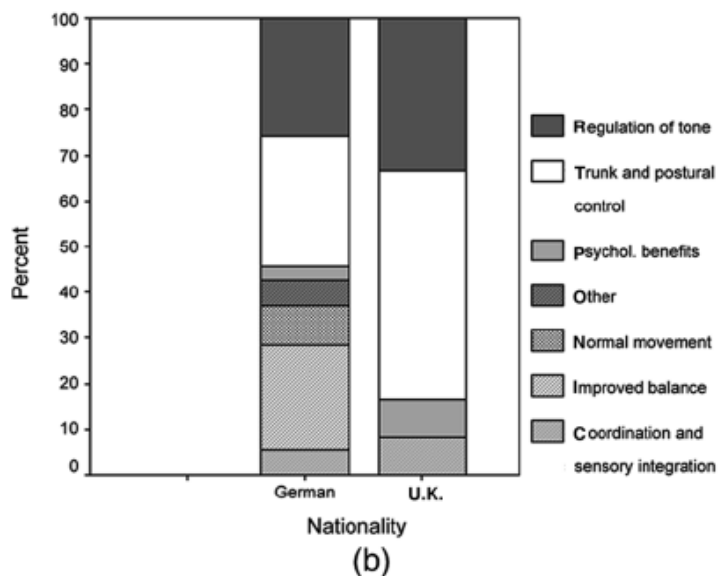 100
90
80
70
60
50
40
30
20
10
0
Percent
German
U.K.
Nationality
(b)
Regulation of tone
Trunk and postural
control
Psychol. benefits
Other
Normal movement
Improved balance
Coordination and
sensory integration